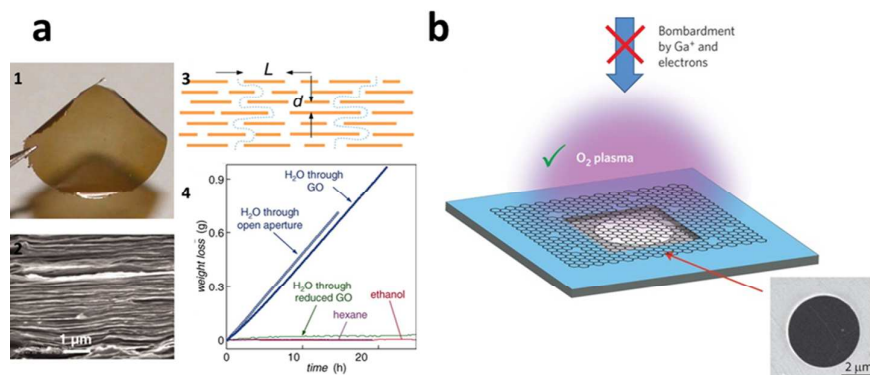 a
b
1
L
3
d
2
1 µm
4
0.9
0.6
0.3
0
weight loss (g)
H₂O through
GO
H₂O through
open aperture
H₂O through
reduced GO
ethanol
hexane
0
10
20
time (h)
Bombardment
by Ga⁺ and
electrons
✓
O₂ plasma
2 µm